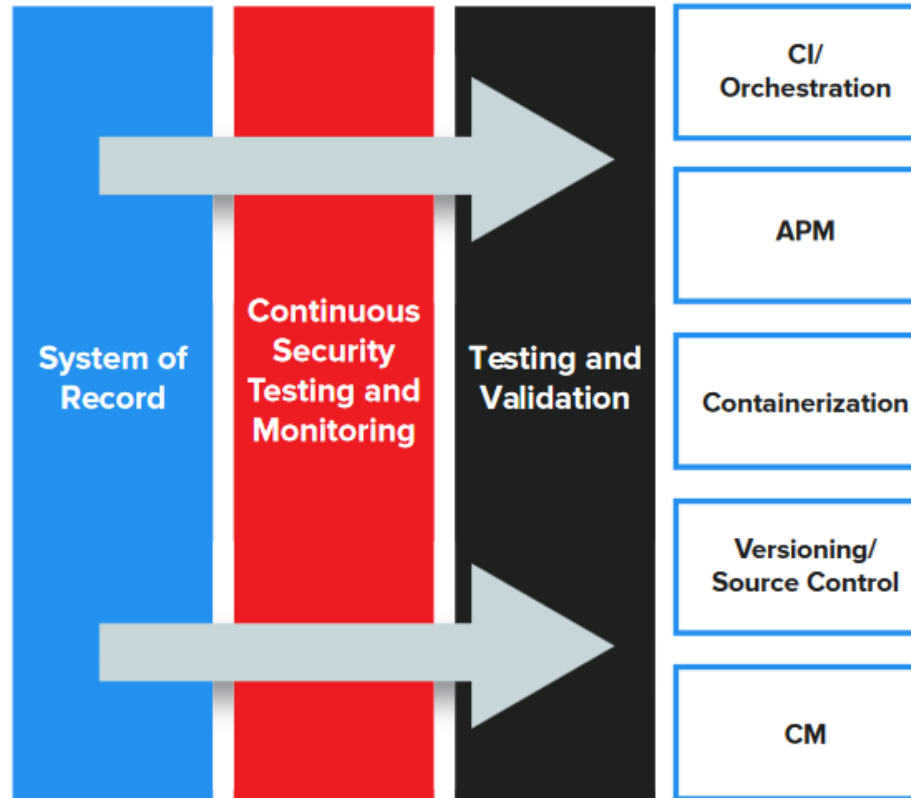 System of
Record
Continuous
Security
Testing and
Monitoring
Testing and
Validation
CI/
Orchestration
APM
Containerization
Versioning/
Source Control
CM